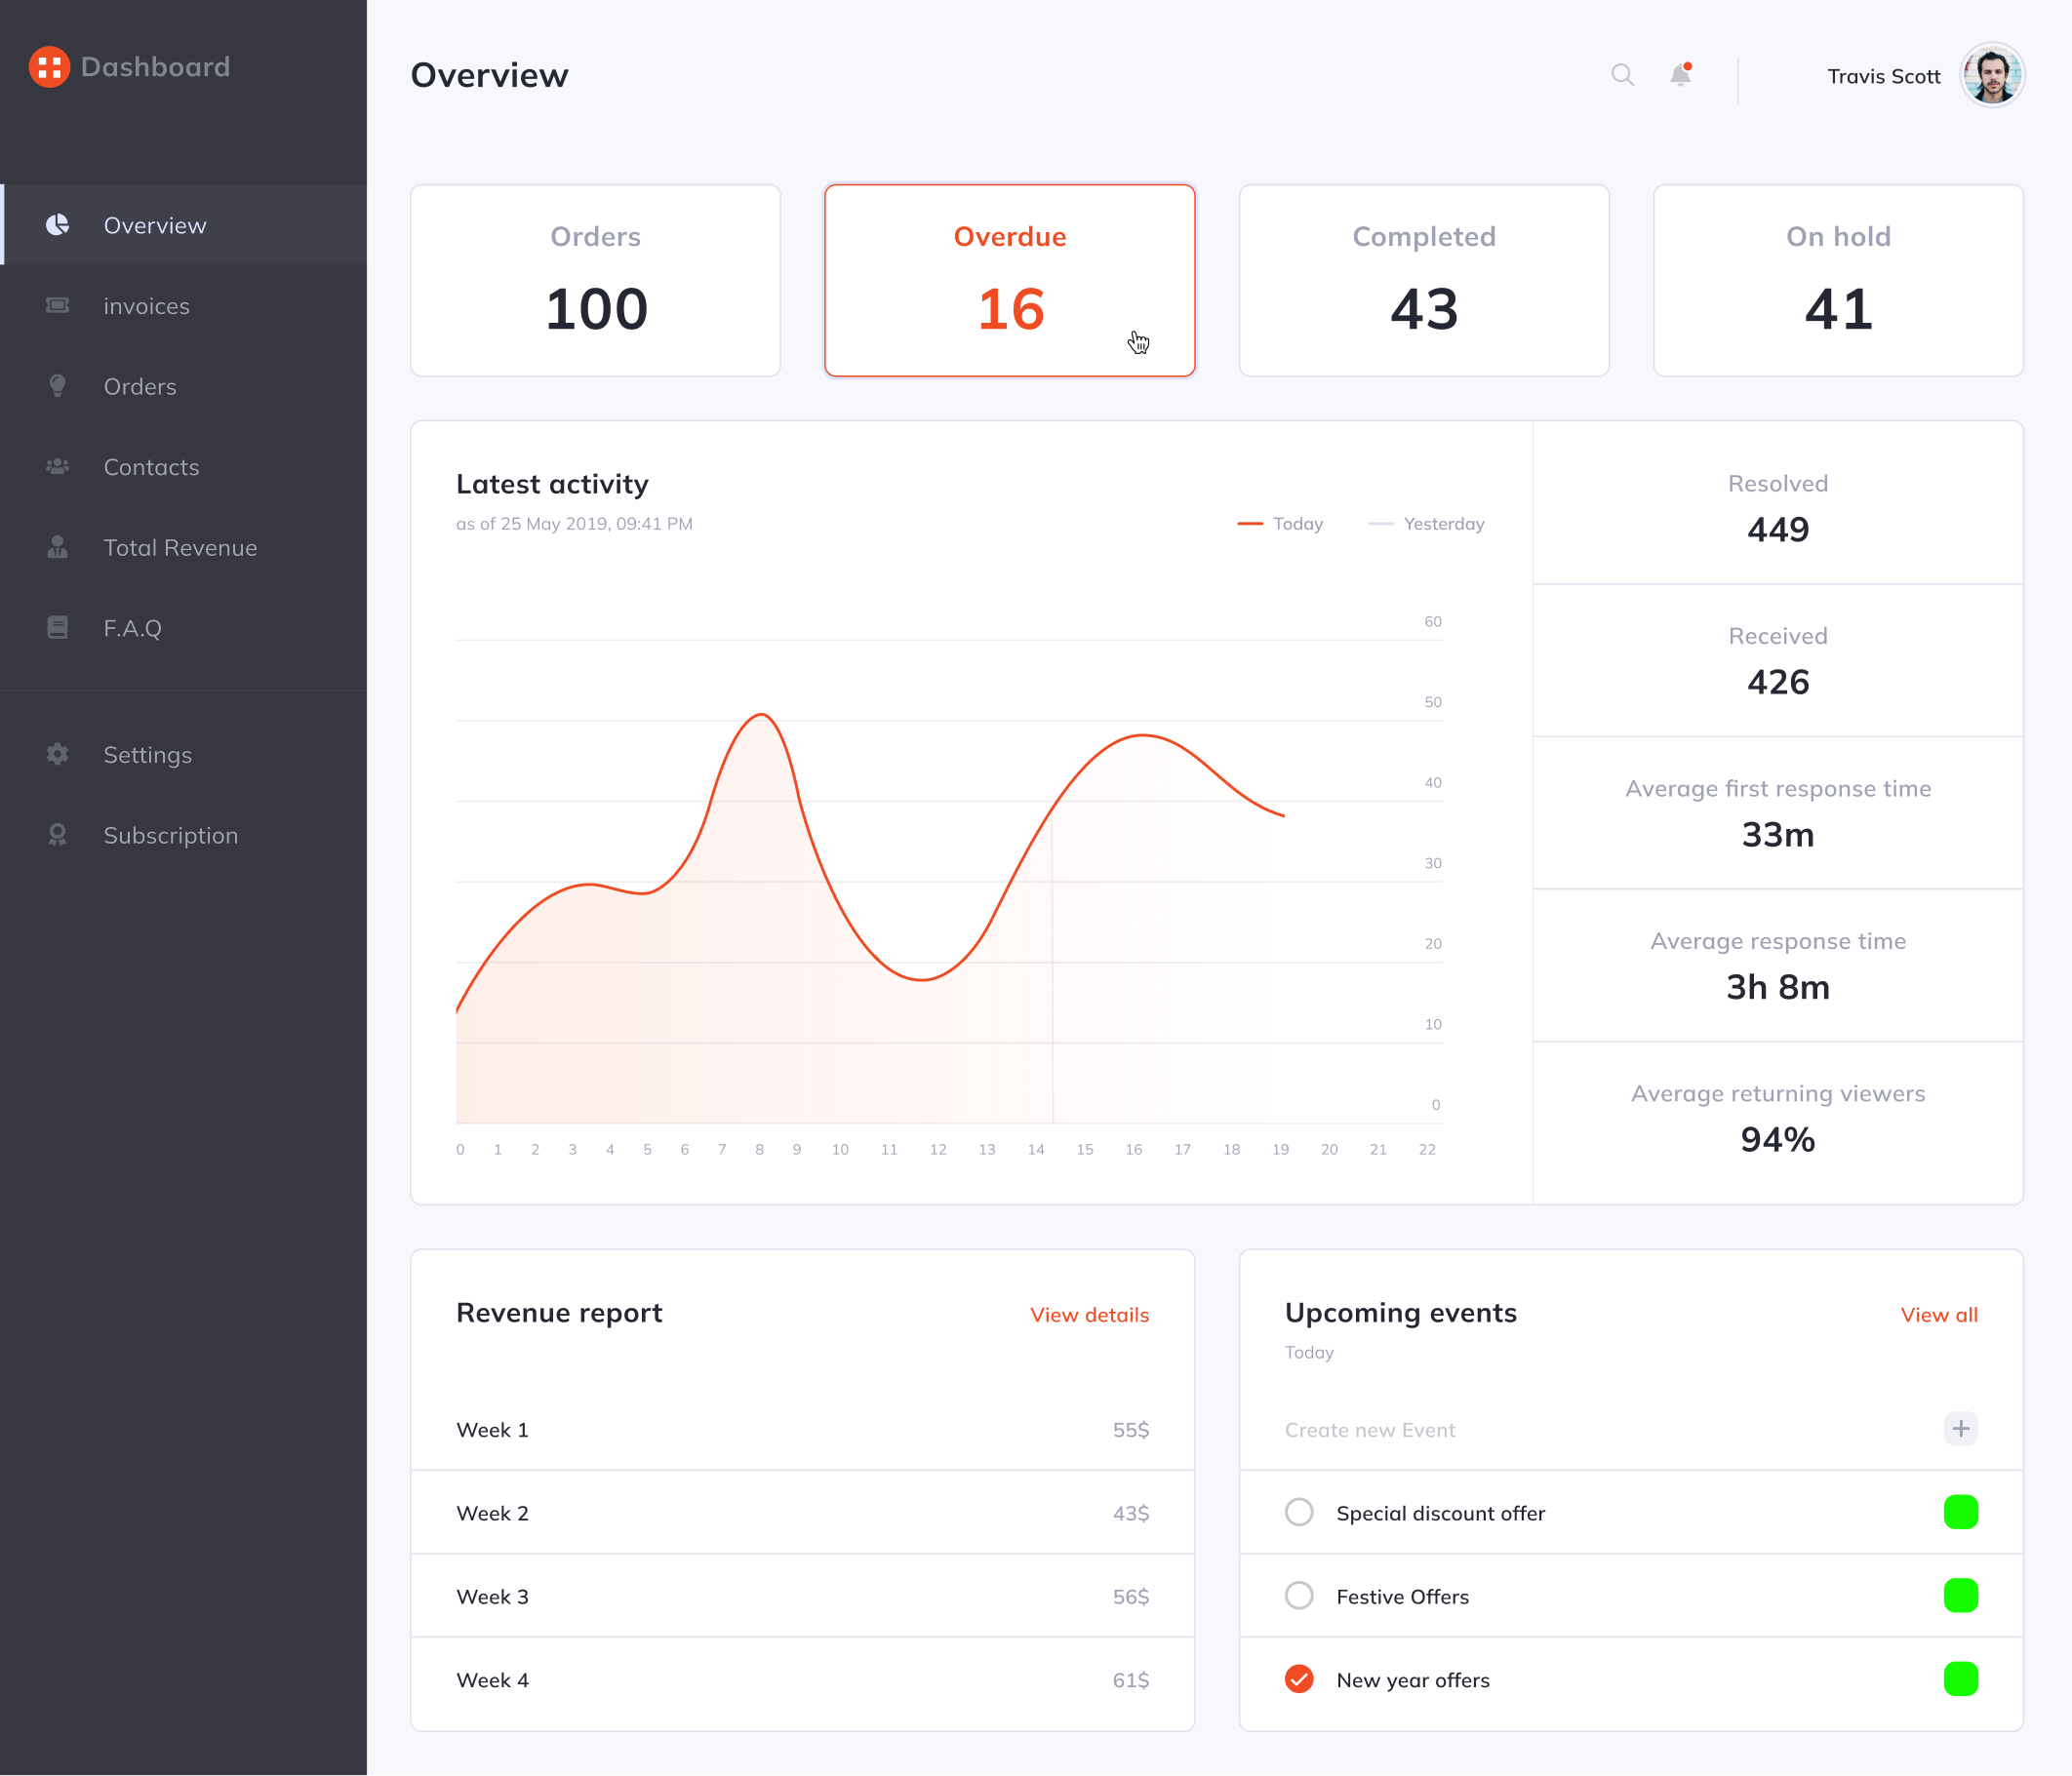 Dashboard
Overview
invoices
Orders
Contacts
Total Revenue
F.A.Q
Settings
Subscription
Overview
Travis Scott
Orders
100
Overdue
16
Completed
43
On hold
41
Latest activity
as of 25 May 2019, 09:41 PM
Today
Yesterday
60
50
40
30
20
10
0
0 1 2 3 4 5 6 7 8 9 10 11 12 13 14 15 16 17 18 19 20 21 22
Resolved
449
Received
426
Average first response time
33m
Average response time
3h 8m
Average returning viewers
94%
Revenue report
View details
Week 1 55$
Week 2 43$
Week 3 56$
Week 4 61$
Upcoming events
View all
Today
Create new Event
Special discount offer
Festive Offers
New year offers